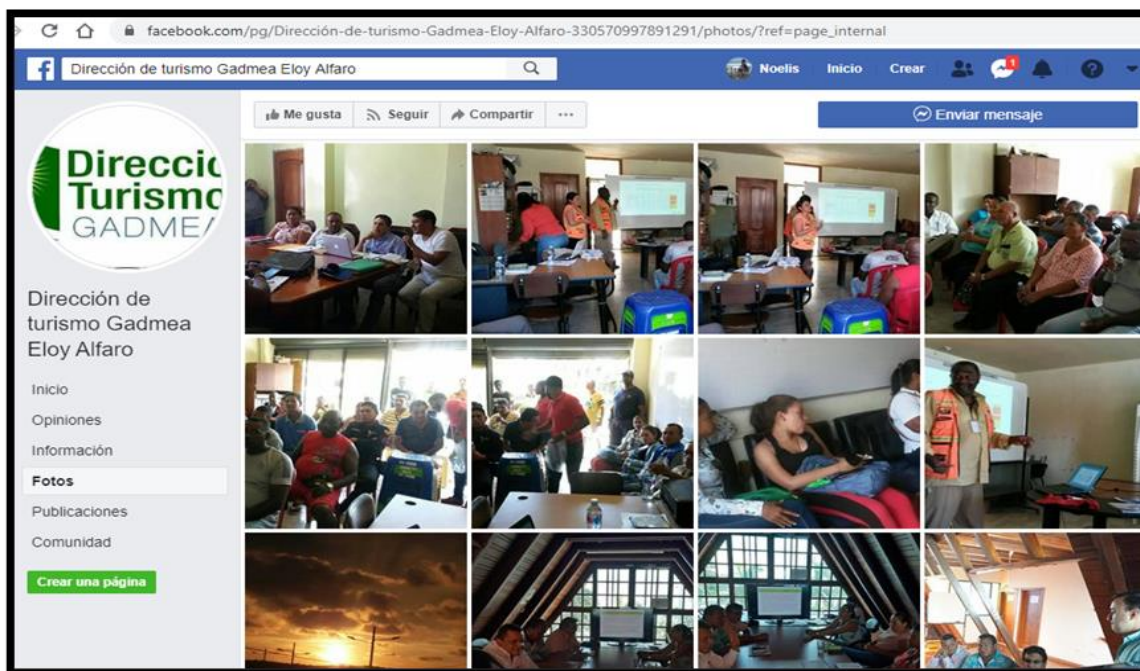 facebook.com/pg/Dirección-de-turismo-Gadmea-Eloy-Alfaro-330570997891291/photos/?ref=page_internal
Dirección de turismo Gadmea Eloy Alfaro
Noelis Inicio Crear 1
Me gusta Seguir Compartir ...
Enviar mensaje
Direcció
Turismo
GADMEA
Dirección de
turismo Gadmea
Eloy Alfaro
Inicio
Opiniones
Información
Fotos
Publicaciones
Comunidad
Crear una página